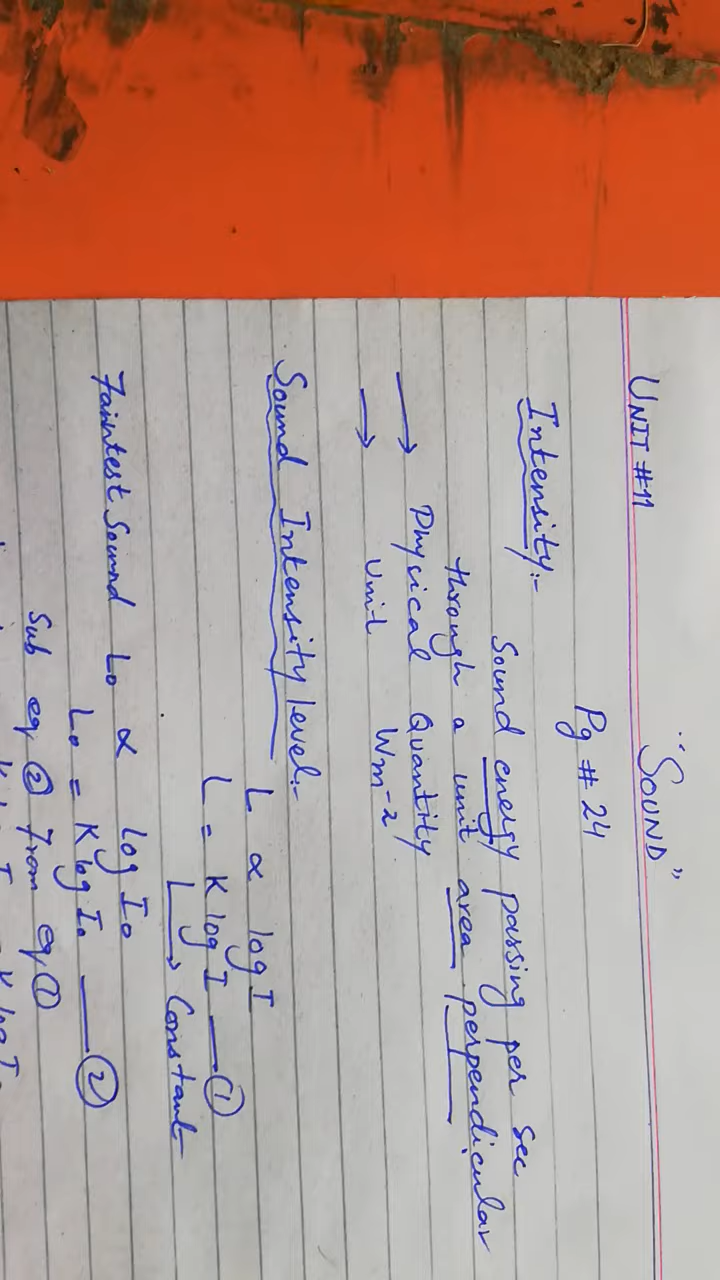 UNIT #11 "SOUND"
Pg # 24
Intensity:- Sound energy passing per sec
through a unit area perpendicular
→ Physical Quantity
→ Unit Wm-2
Sound Intensity level:-
L α log I
L = K log I — ①
↳ Constant
Faintest Sound Lo α log Io
Lo = K log Io — ②
Sub eq ② From eq ①